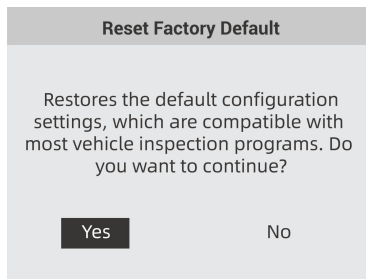 Reset Factory Default
Restores the default configuration
settings, which are compatible with
most vehicle inspection programs. Do
you want to continue?
Yes
No